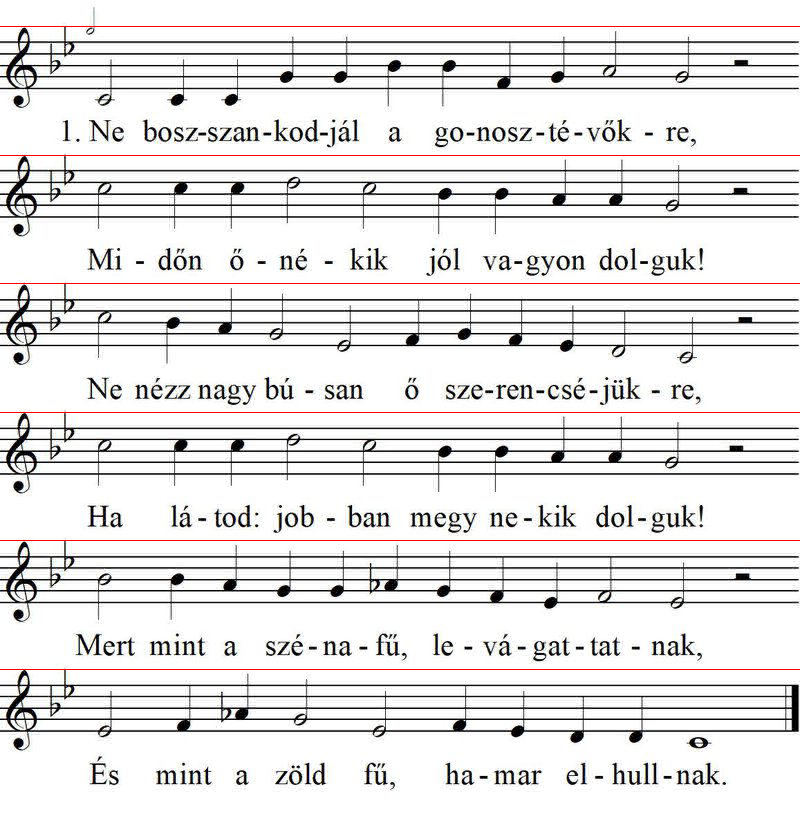 1. Ne bosz-szan-kod-jál a go-nosz-té-vők-re,
Mi-dőn ő-né-kik jól va-gyon dol-guk!
Ne nézz nagy bú-san ő sze-ren-csé-jük-re,
Ha lá-tod: job-ban megy ne-kik dol-guk!
Mert mint a szé-na-fű, le-vá-gat-tat-nak,
És mint a zöld fű, ha-mar el-hull-nak.